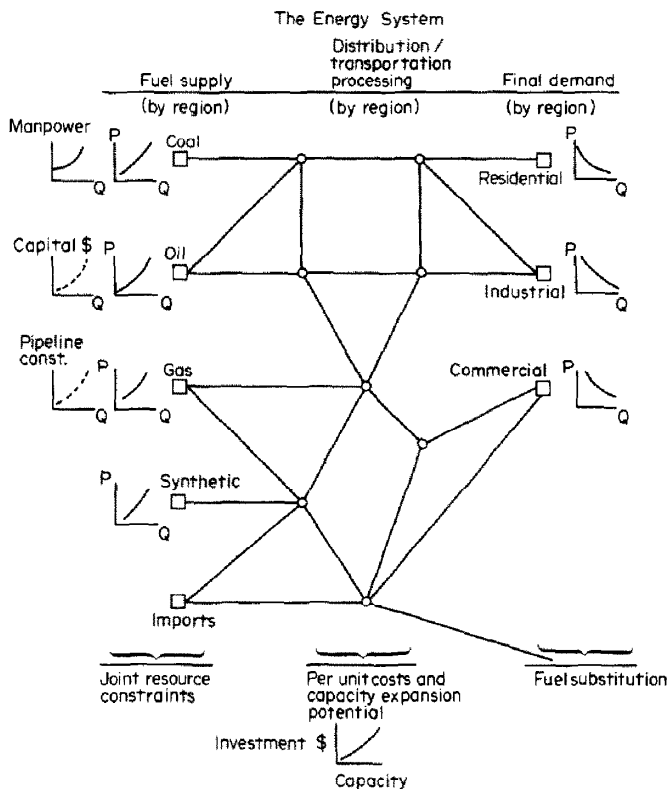 The Energy System
Distribution/
transportation
Fuel supply processing Final demand
(by region) (by region) (by region)
Manpower
P P Coal P
Q Q Residential Q
Capital $ P Oil P
Q Q Industrial Q
Pipeline
const. P Gas Commercial P
Q Q Q
P Synthetic
Q
Imports
Joint resource Per unit costs and Fuel substitution
constraints capacity expansion
potential
Investment $
Capacity